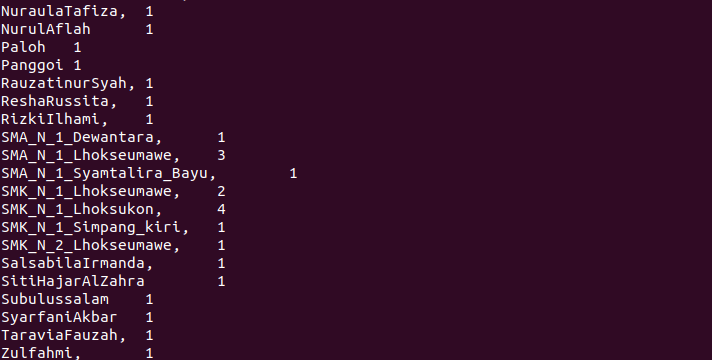 NuraulaTafiza, 1
NurulAflah 1
Paloh 1
Panggoi 1
RauzatinurSyah, 1
ReshaRussita, 1
RizkiIlhami, 1
SMA_N_1_Dewantara, 1
SMA_N_1_Lhokseumawe, 3
SMA_N_1_Syamtalira_Bayu, 1
SMK_N_1_Lhokseumawe, 2
SMK_N_1_Lhoksukon, 4
SMK_N_1_Simpang_kiri, 1
SMK_N_2_Lhokseumawe, 1
SalsabilaIrmanda, 1
SitiHajarAlZahra 1
Subulussalam 1
SyarfaniAkbar 1
TaraviaFauzah, 1
Zulfahmi, 1